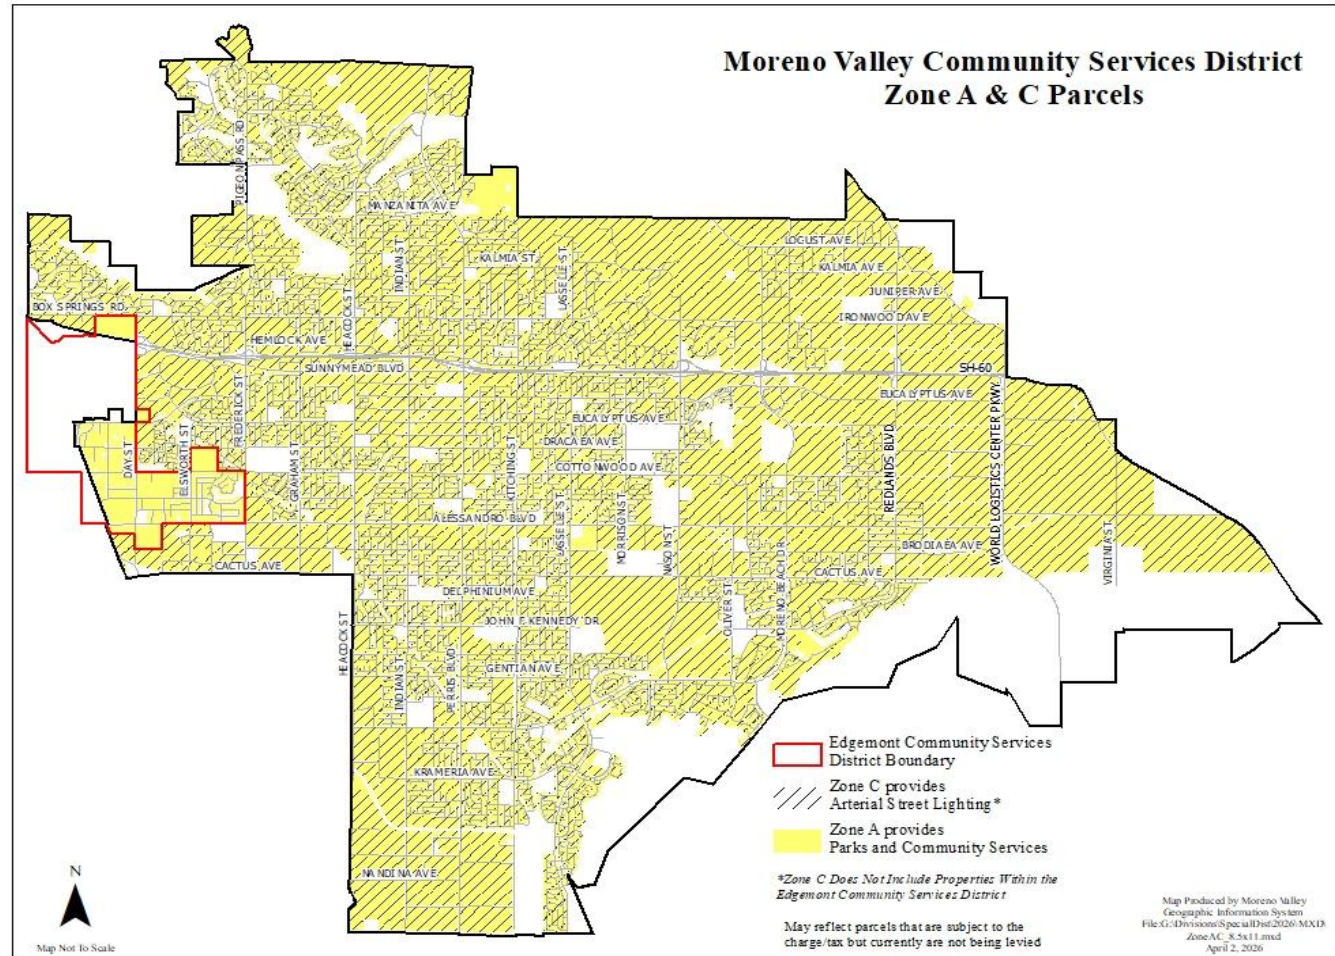 Moreno Valley Community Services District
Zone A & C Parcels
PIGEON PASS RD
MANZANITA AVE
LOCUST AVE
KALMIA ST
KALMIA AVE
INDIAN ST
LASSELLE ST
JUNIPER AVE
BOX SPRINGS RD
IRONWOOD AVE
HEACOCK ST
HEMLOCK AVE
SUNNYMEAD BLVD
SH-60
FREDERICK ST
EUCALYPTUS AVE
EUCALYPTUS AVE
WORLD LOGISTICS CENTER PKWY
DAY ST
ELSWORTH ST
GRAHAM ST
KITCHING ST
DRACAEA AVE
COTTONWOOD AVE
REDLANDS BLVD
ALESSANDRO BLVD
LASSELLE ST
MORRISON ST
NASON ST
BRODIAEA AVE
VIRGINIA ST
CACTUS AVE
CACTUS AVE
MORENO BEACH DR
DELPHINIUM AVE
OLIVER ST
JOHN F KENNEDY DR
HEACOCK ST
INDIAN ST
PERRIS BLVD
GENTIAN AVE
KRAMERIA AVE
NANDINA AVE
Edgemont Community Services
District Boundary
Zone C provides
Arterial Street Lighting*
Zone A provides
Parks and Community Services
*Zone C Does Not Include Properties Within the
Edgemont Community Services District
May reflect parcels that are subject to the
charge/tax but currently are not being levied
N
Map Not To Scale
Map Produced by Moreno Valley
Geographic Information System
File:G:\Divisions\SpecialDist\2026\MXD\
ZoneAC_8.5x11.mxd
April 2, 2026